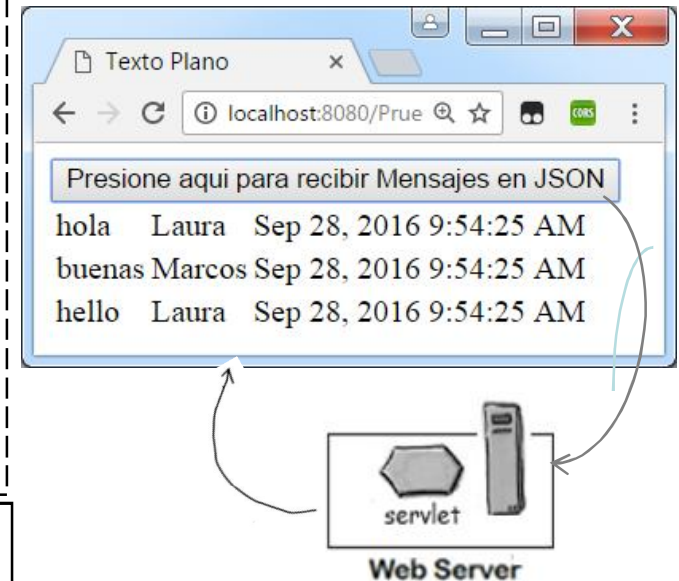 Texto Plano
localhost:8080/Prue
CORS
Presione aqui para recibir Mensajes en JSON
hola Laura Sep 28, 2016 9:54:25 AM
buenas Marcos Sep 28, 2016 9:54:25 AM
hello Laura Sep 28, 2016 9:54:25 AM
servlet
Web Server